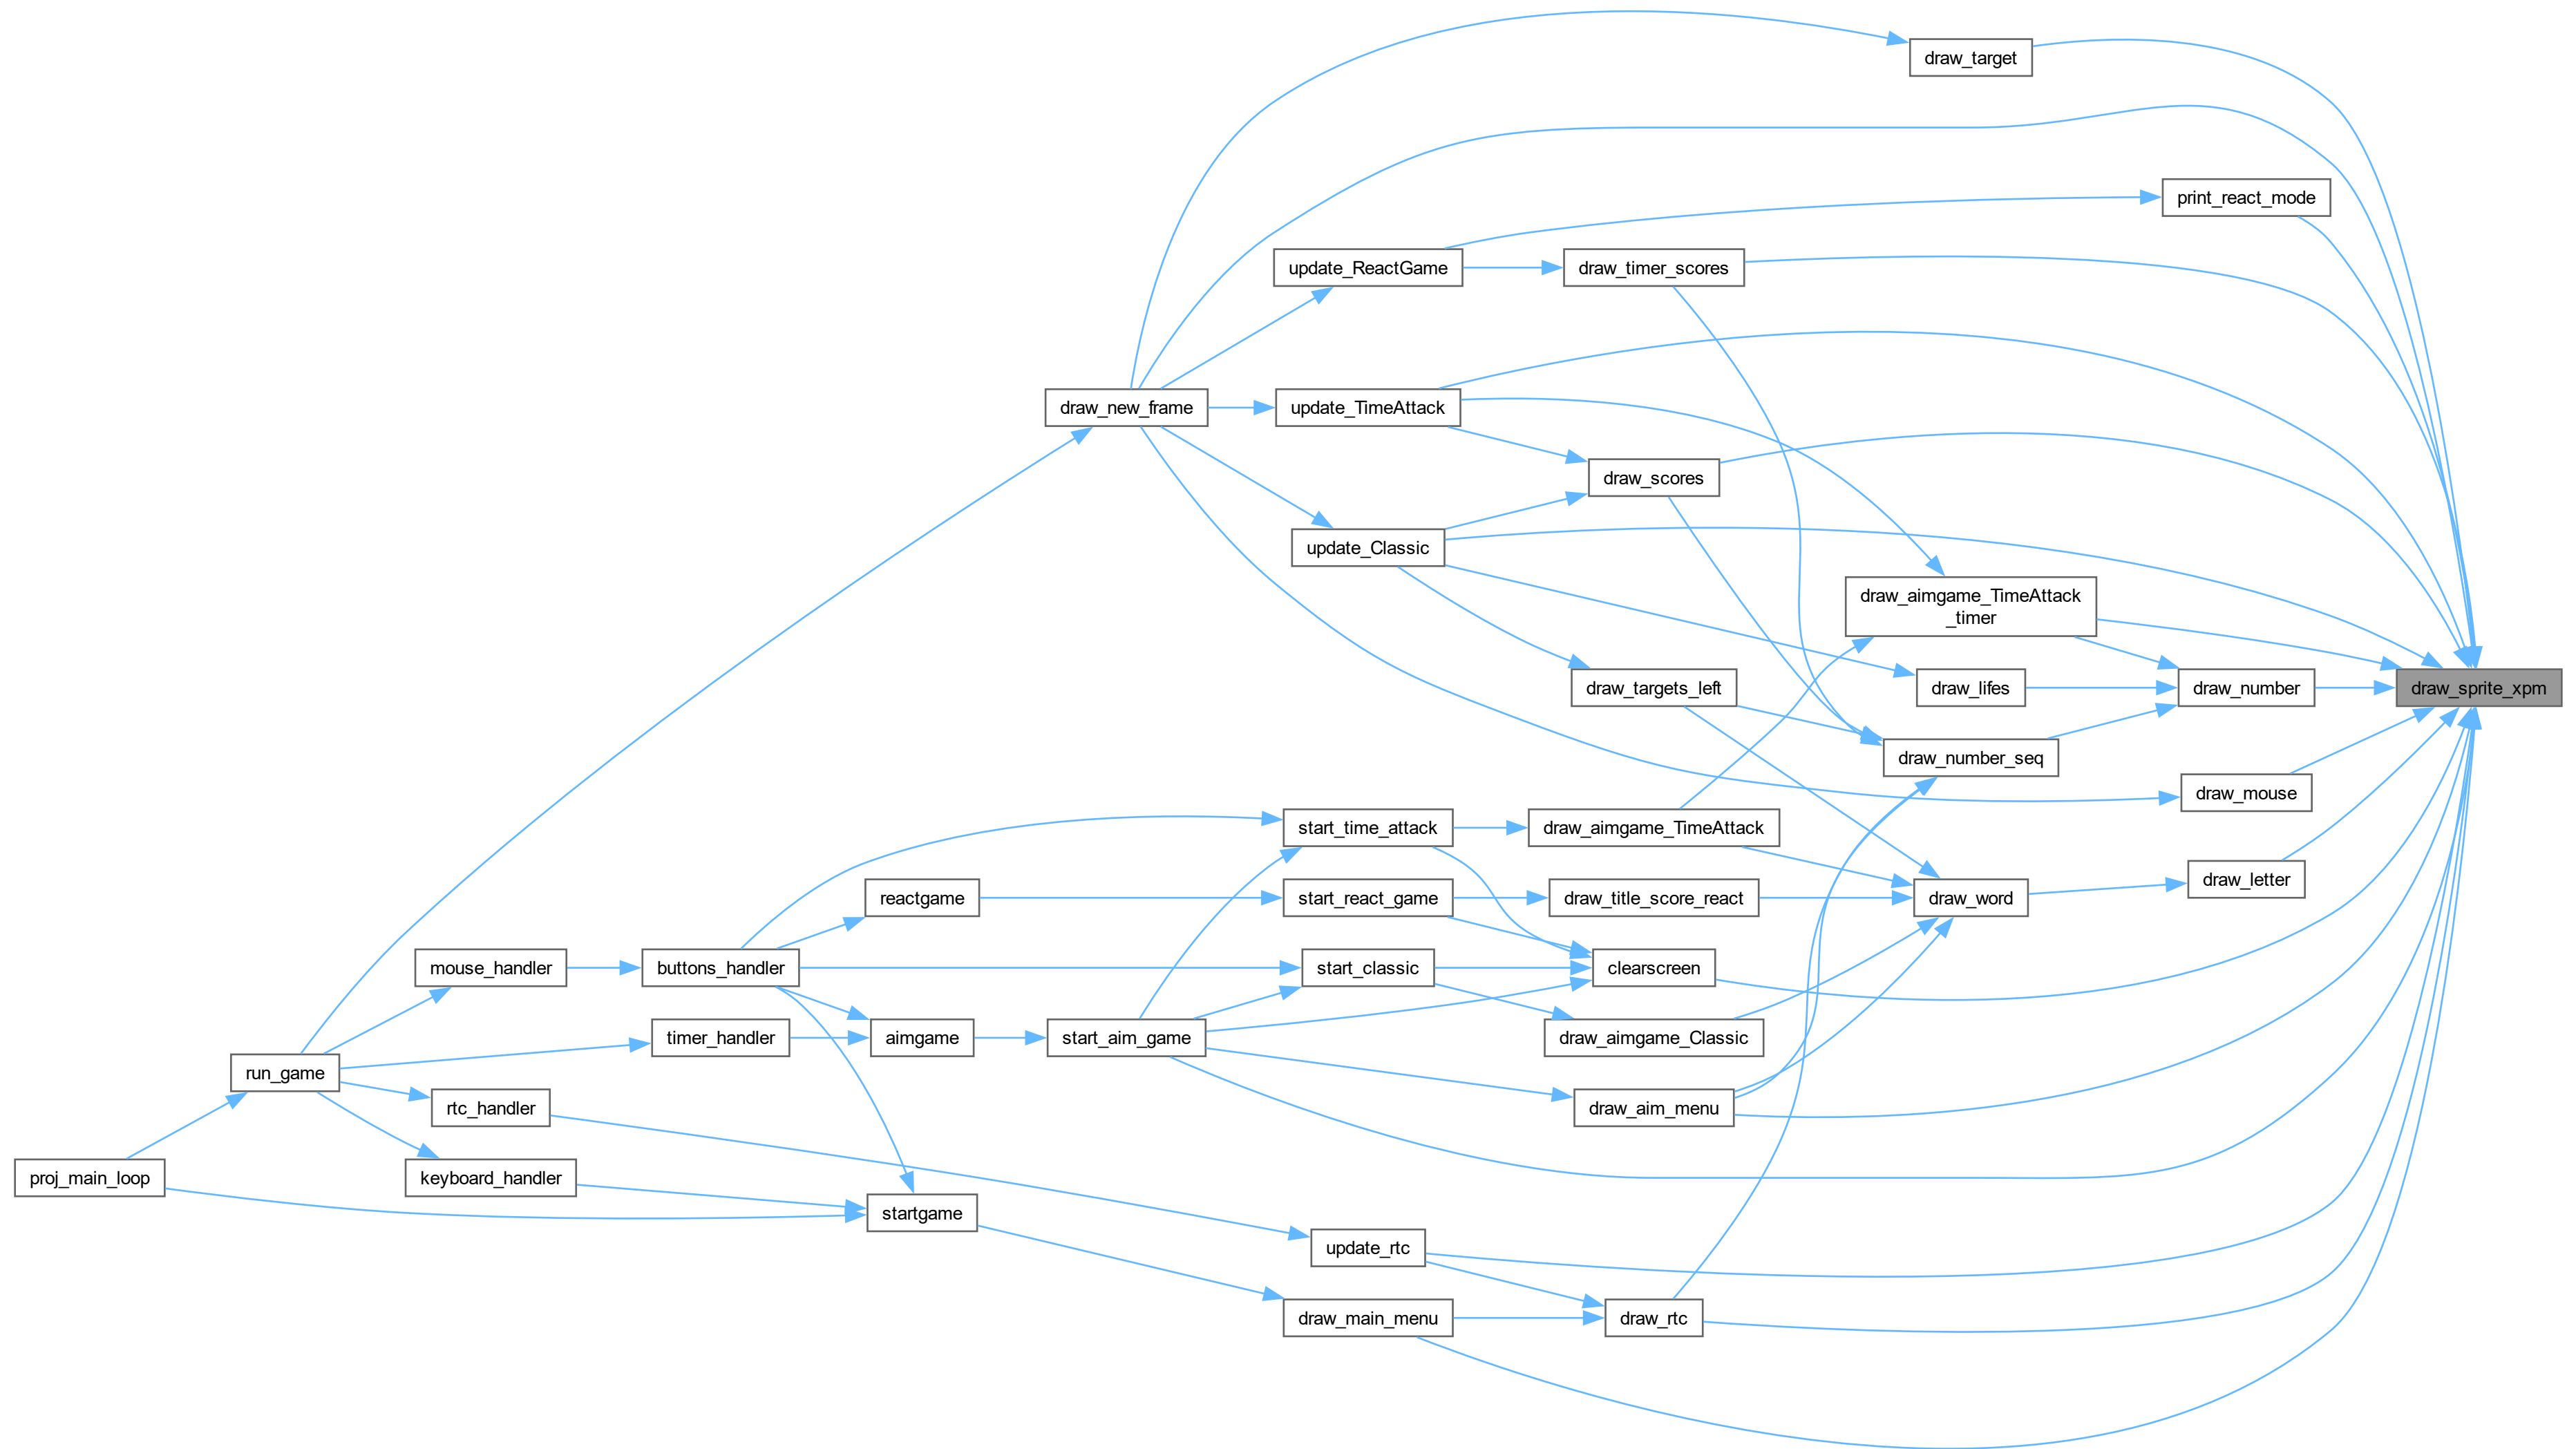 draw_target
print_react_mode
update_ReactGame
draw_timer_scores
draw_new_frame
update_TimeAttack
draw_scores
update_Classic
draw_aimgame_TimeAttack
_timer
draw_targets_left
draw_lifes
draw_number
draw_sprite_xpm
draw_number_seq
draw_mouse
start_time_attack
draw_aimgame_TimeAttack
reactgame
start_react_game
draw_title_score_react
draw_word
draw_letter
mouse_handler
buttons_handler
start_classic
clearscreen
timer_handler
aimgame
start_aim_game
draw_aimgame_Classic
run_game
rtc_handler
draw_aim_menu
proj_main_loop
keyboard_handler
startgame
update_rtc
draw_main_menu
draw_rtc